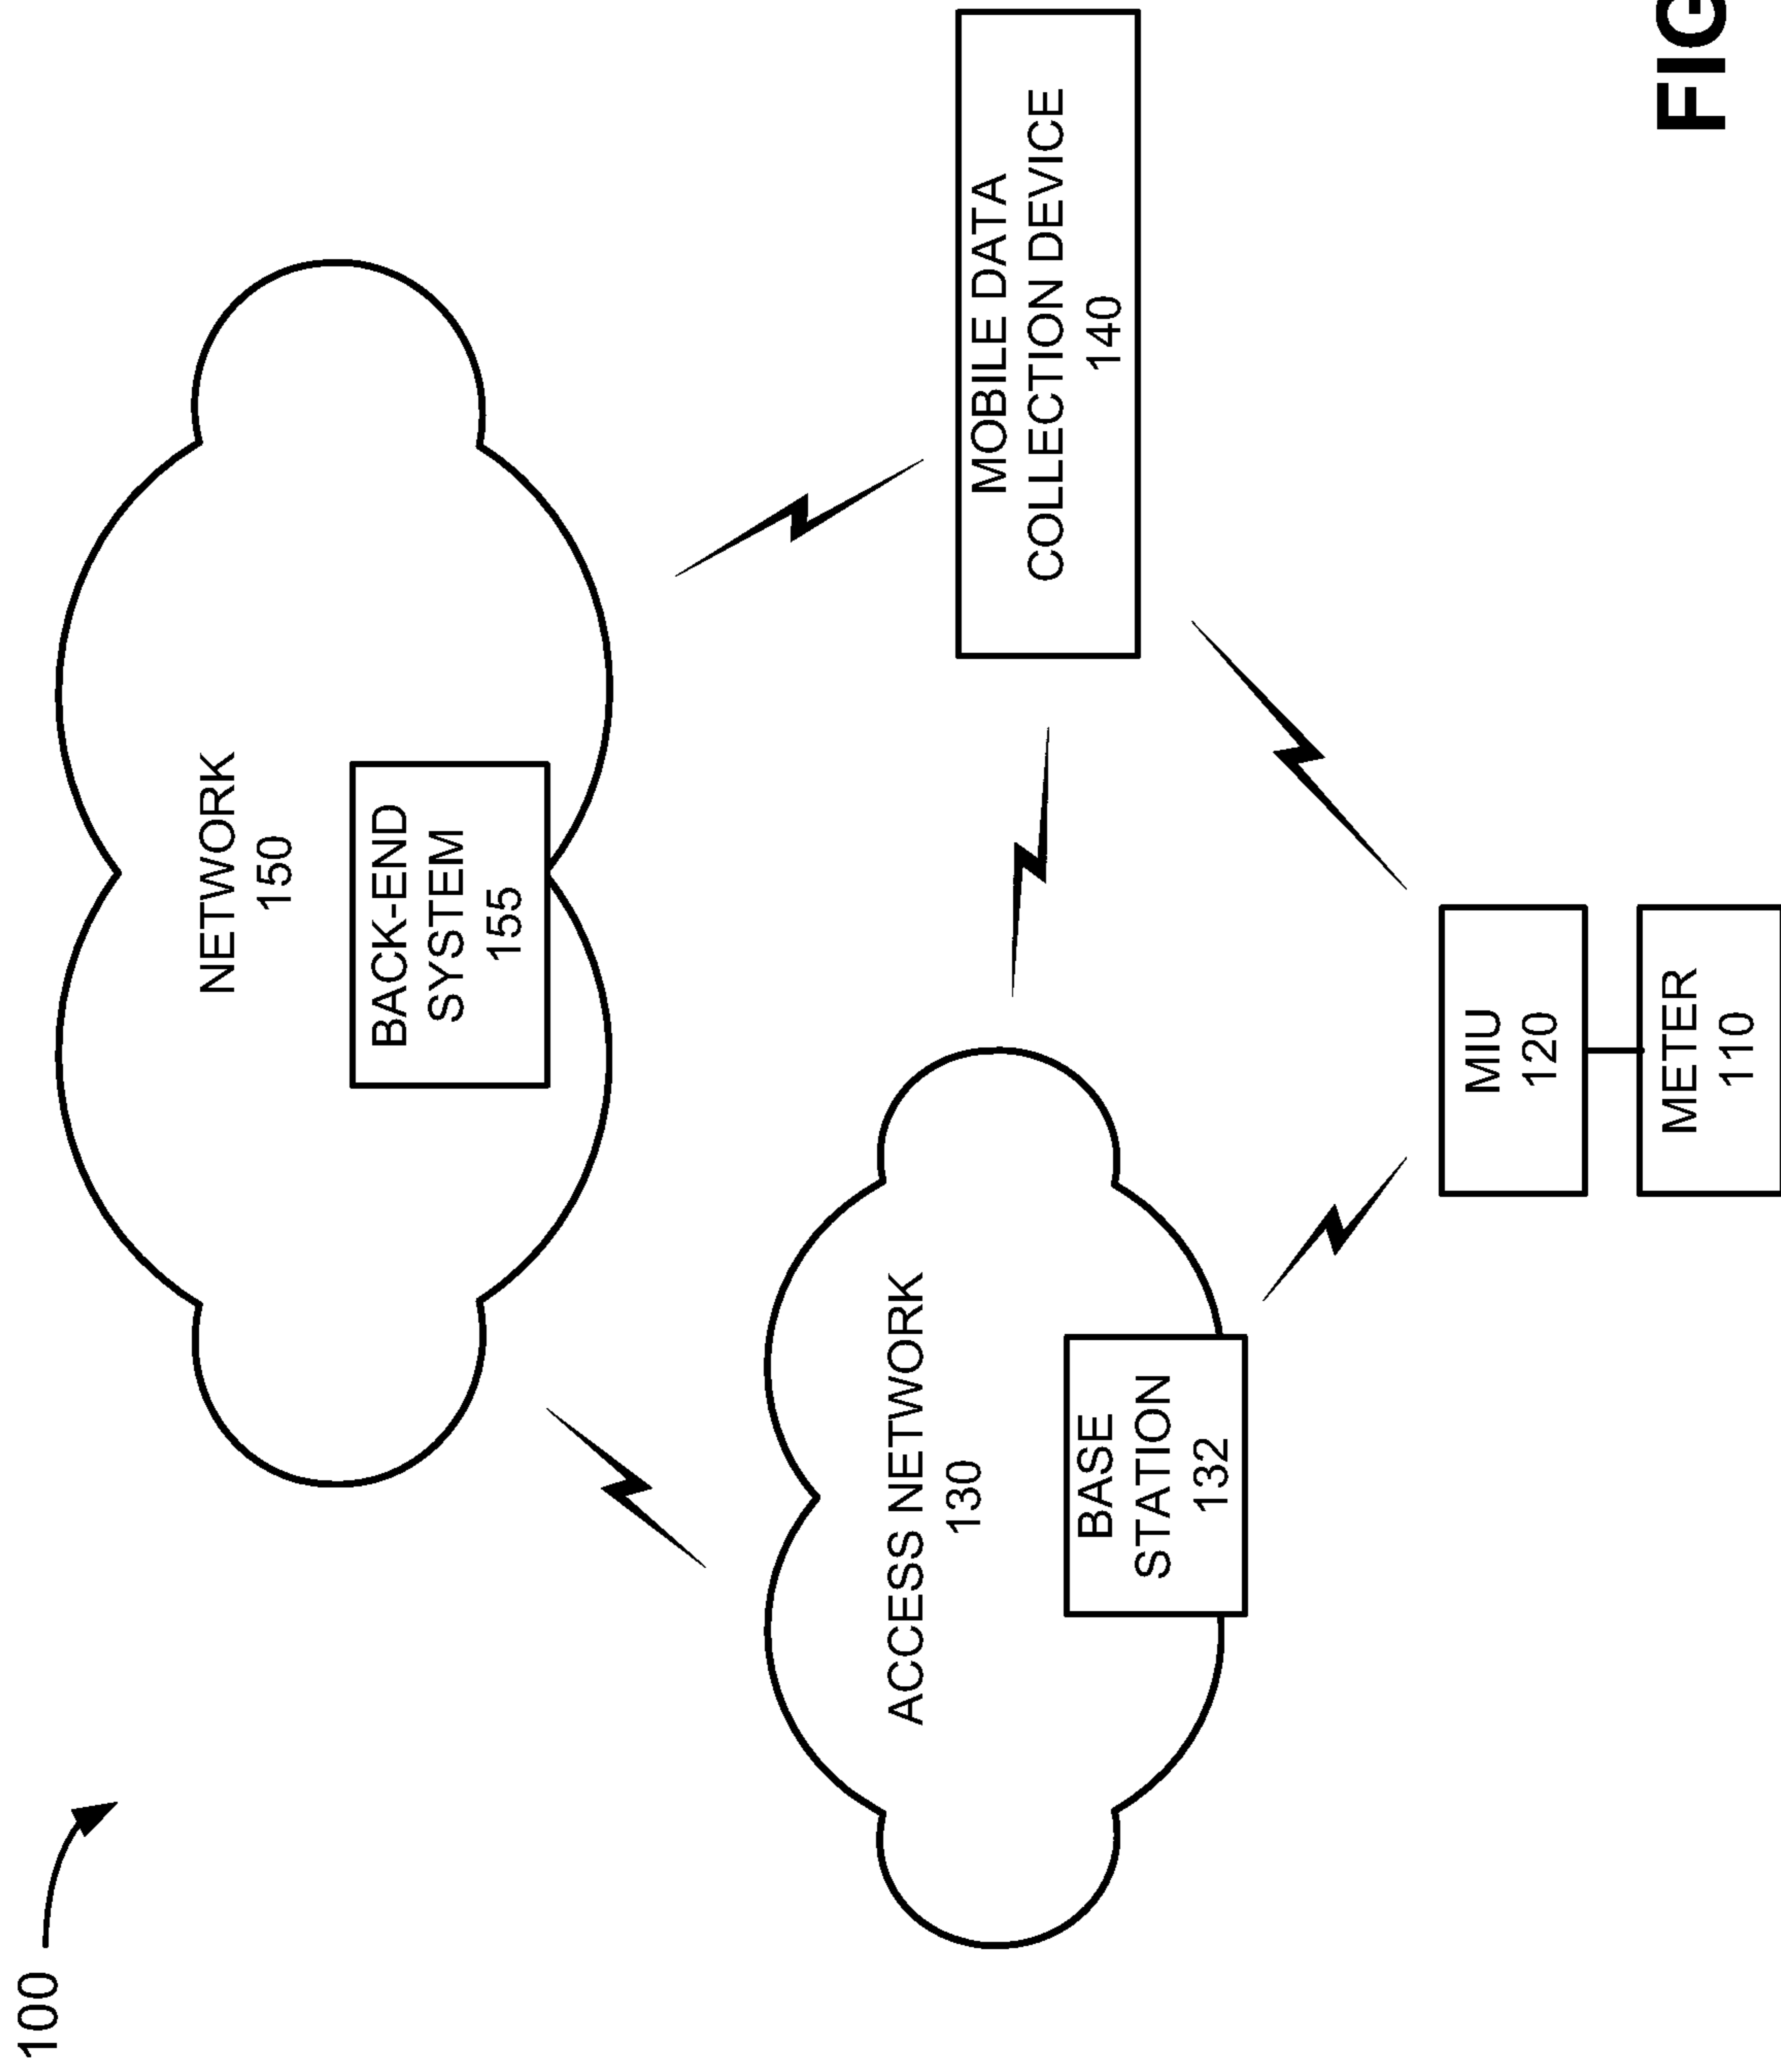 100
NETWORK
150
BACK-END
SYSTEM
155
ACCESS NETWORK
130
BASE
STATION
132
MOBILE DATA
COLLECTION DEVICE
140
MIU
120
METER
110
FIG